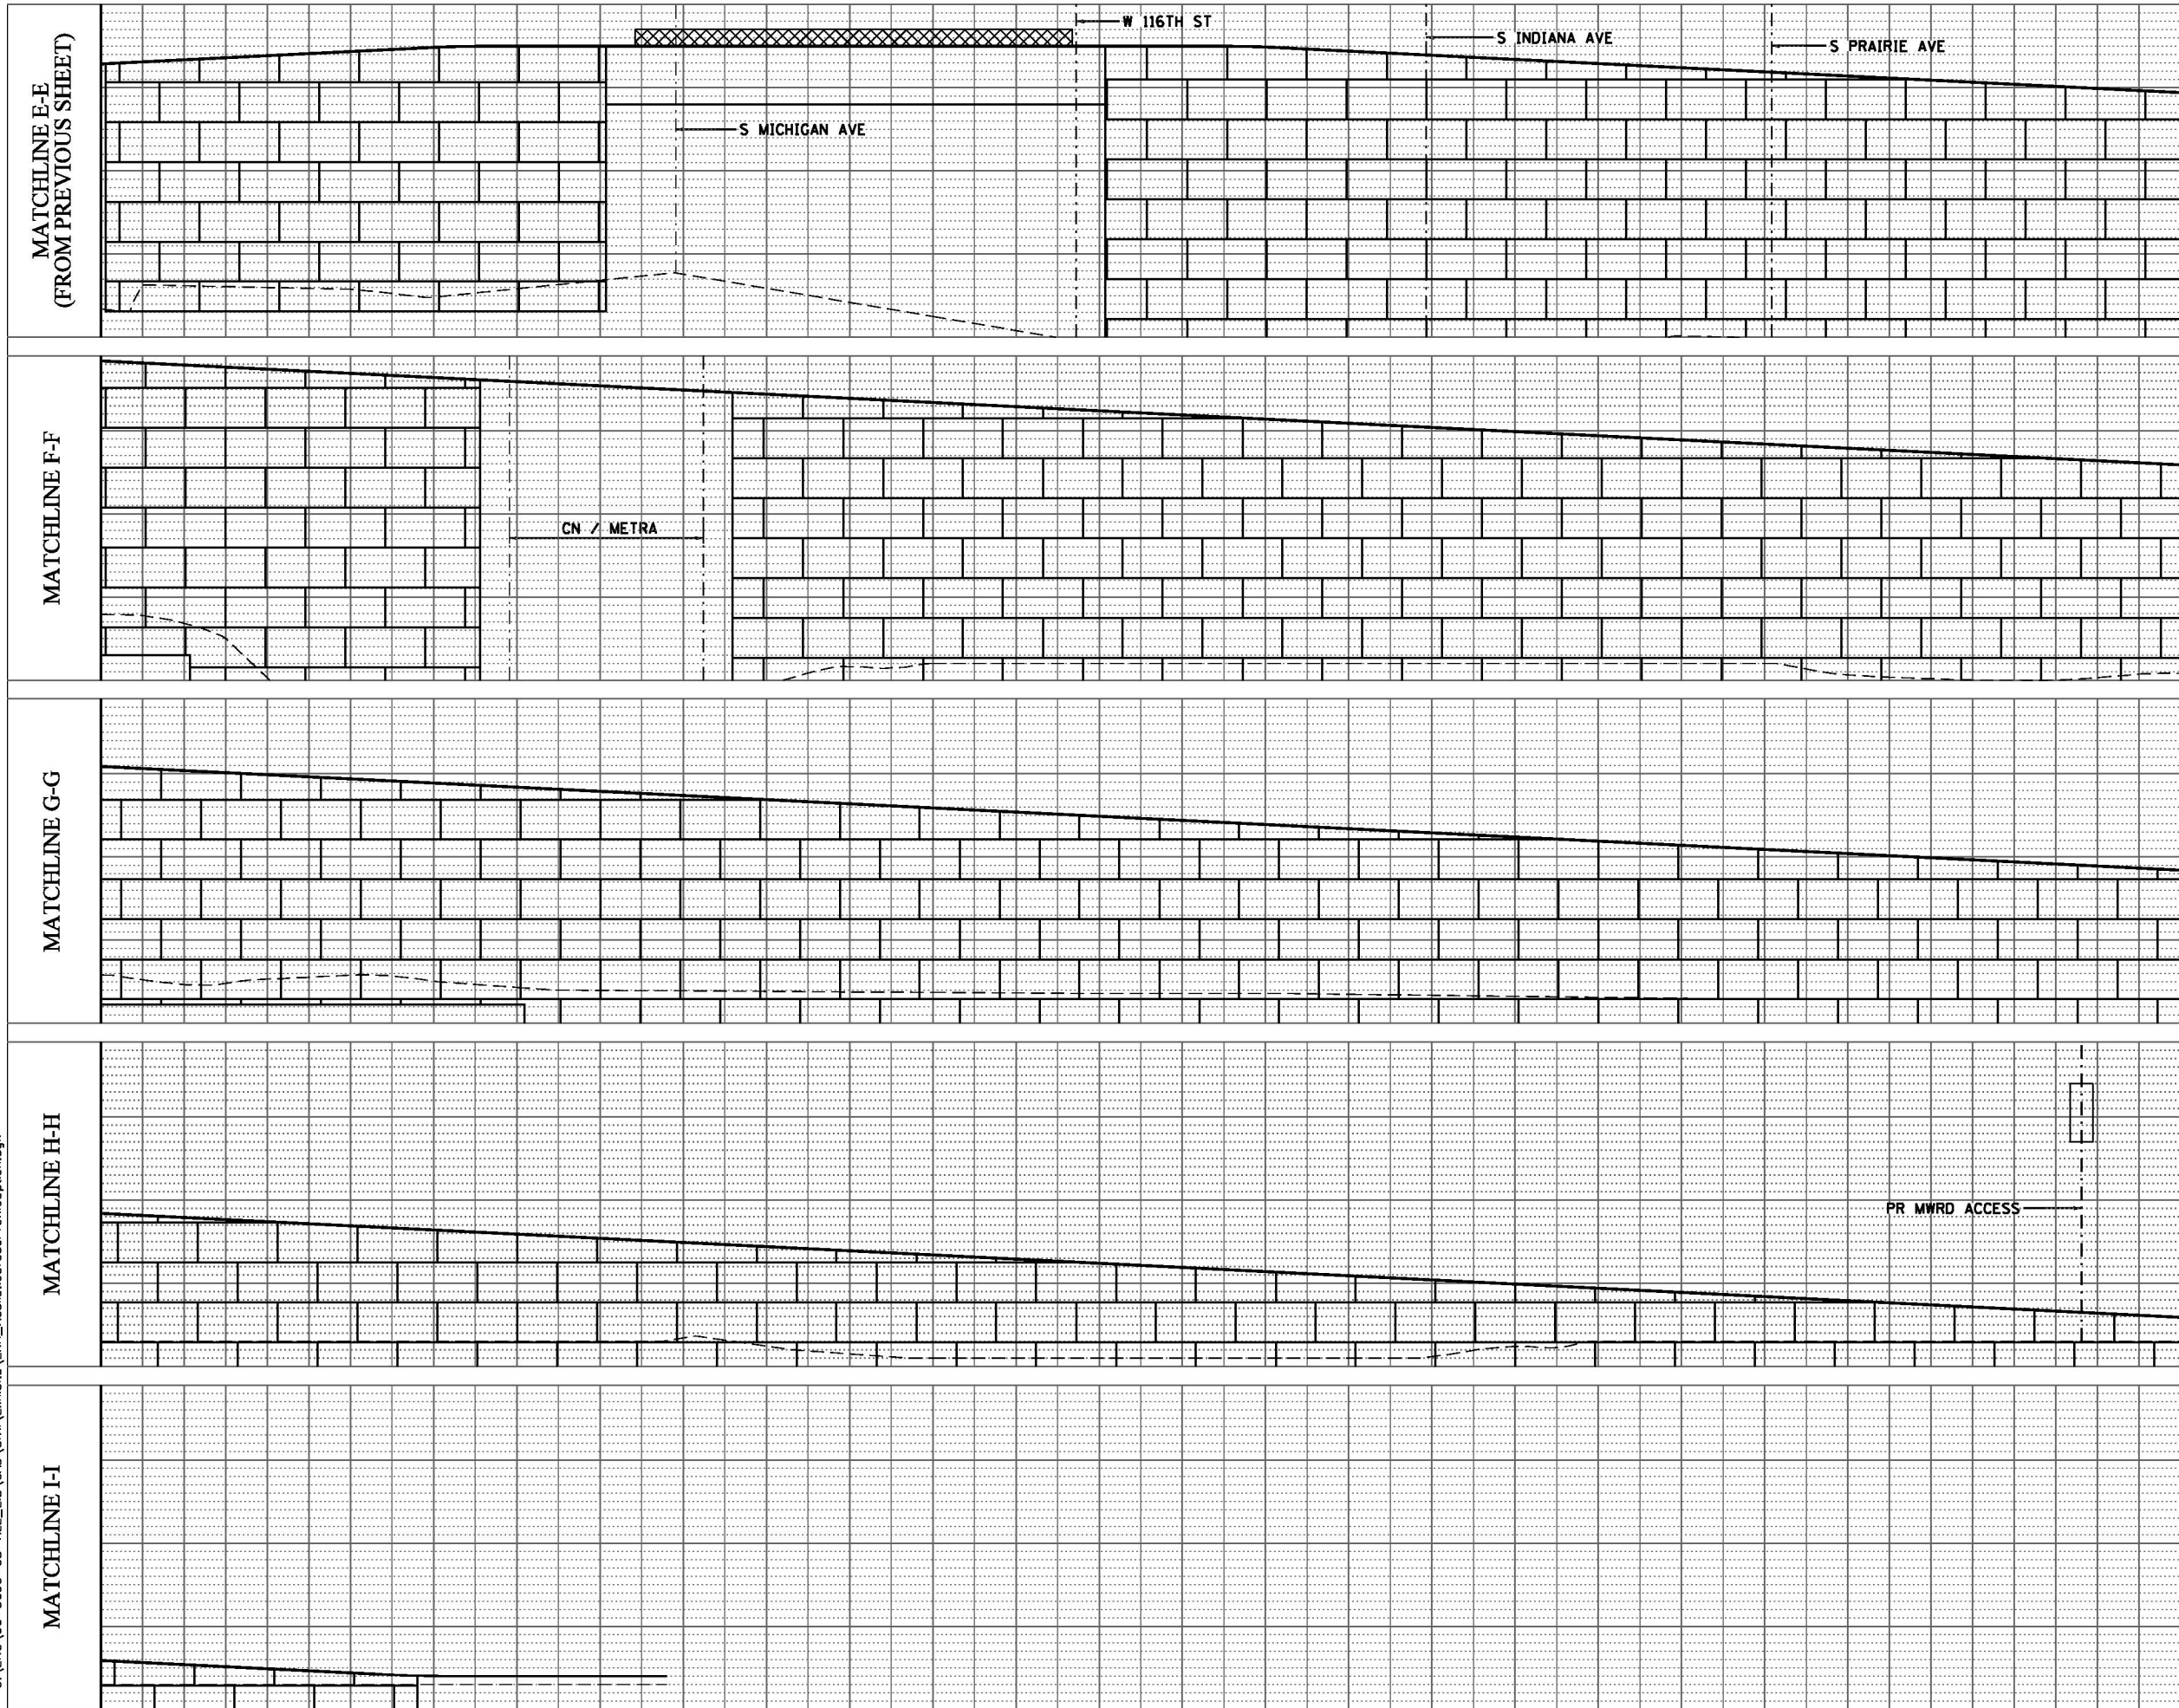 MATCHLINE E-E
(FROM PREVIOUS SHEET)
W 116TH ST
S INDIANA AVE
S PRAIRIE AVE
S MICHIGAN AVE
MATCHLINE F-F
CN / METRA
MATCHLINE G-G
MATCHLINE H-H
PR MWRD ACCESS
MATCHLINE I-I